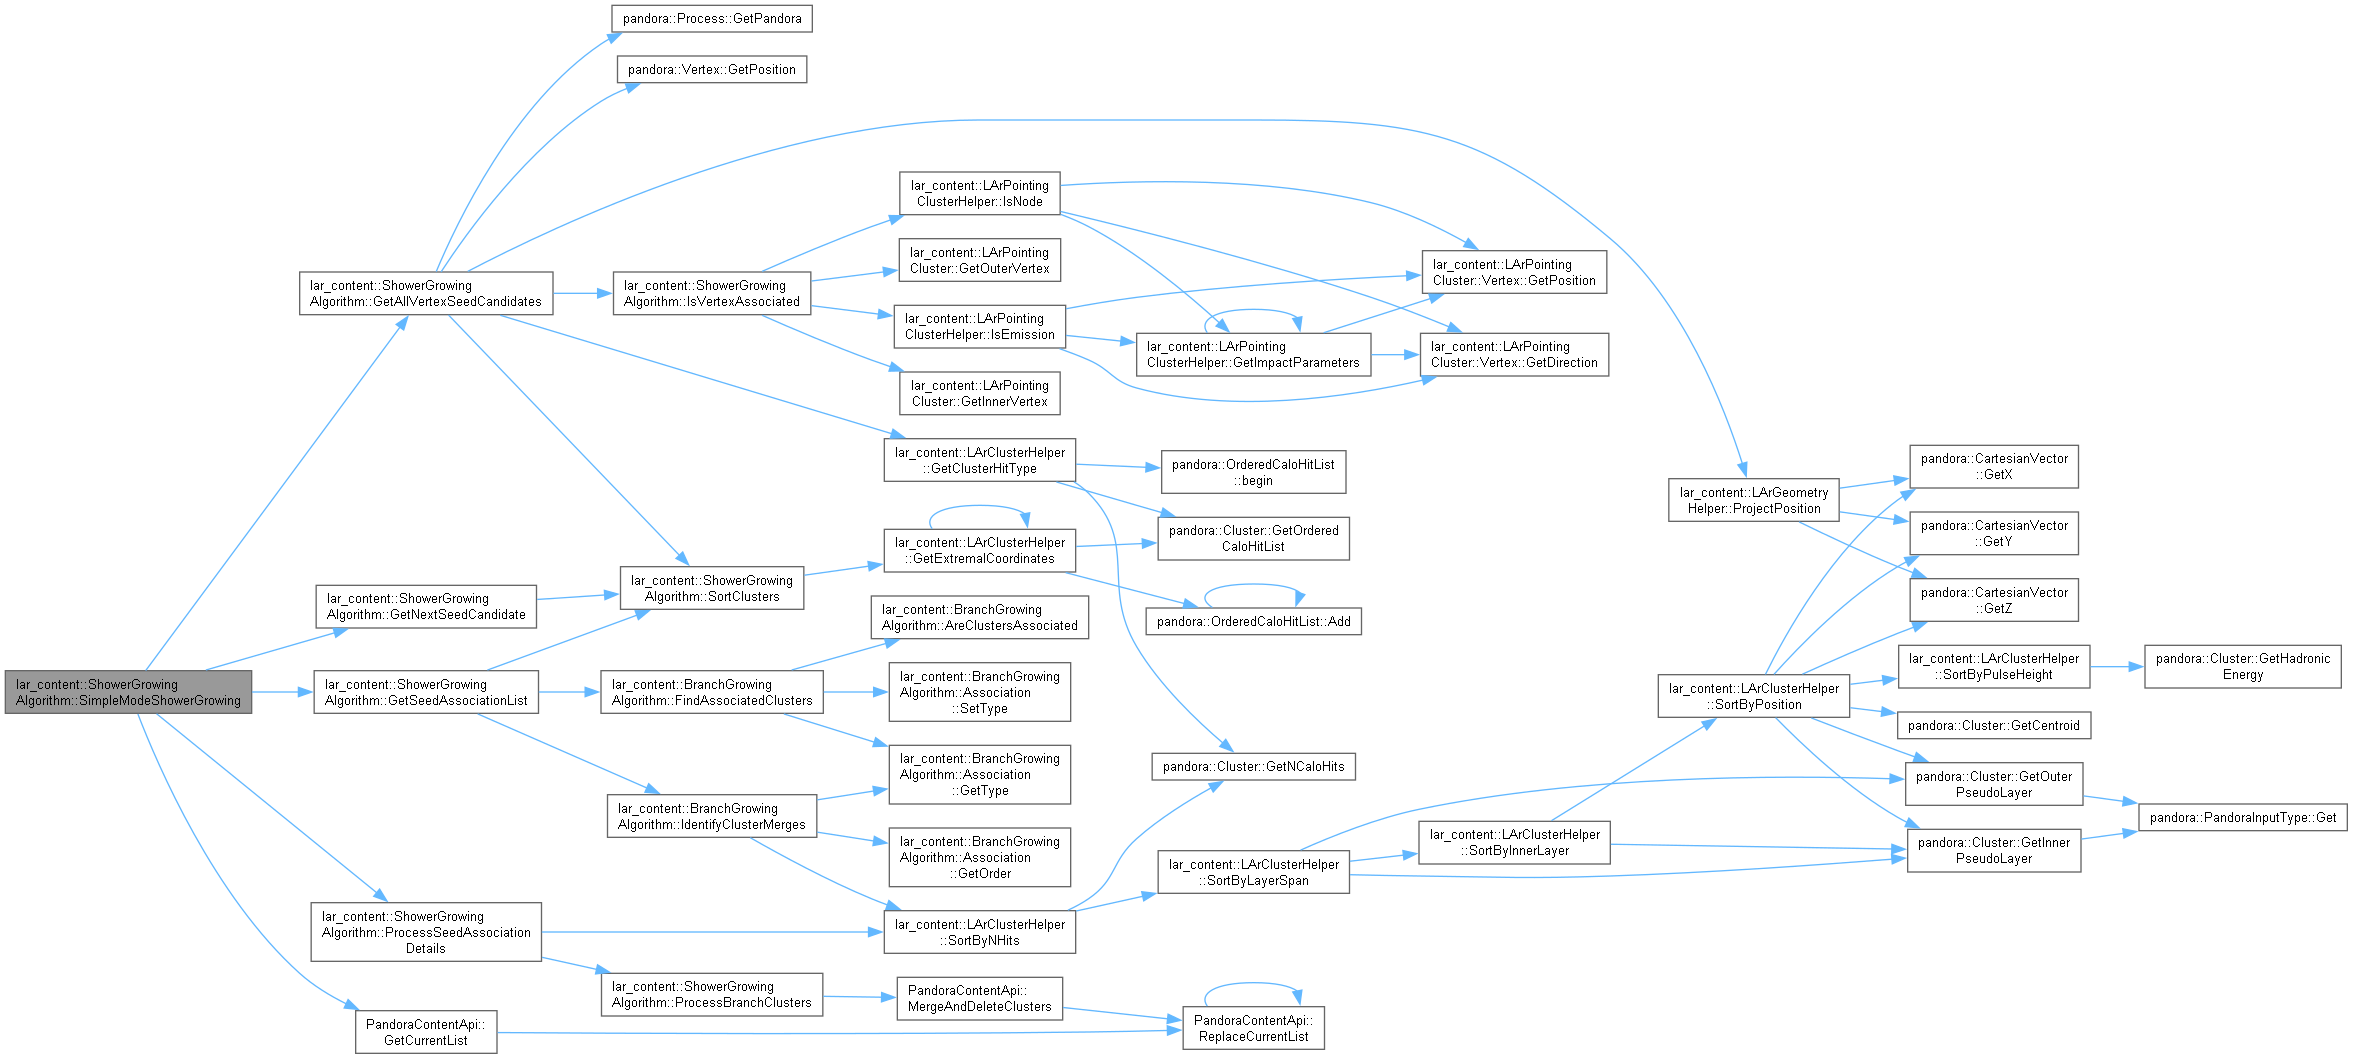 pandora::Process::GetPandora
pandora::Vertex::GetPosition
lar_content::LArPointing
ClusterHelper::IsNode
lar_content::LArPointing
Cluster::GetOuterVertex
lar_content::LArPointing
Cluster::Vertex::GetPosition
lar_content::ShowerGrowing
Algorithm::GetAllVertexSeedCandidates
lar_content::ShowerGrowing
Algorithm::IsVertexAssociated
lar_content::LArPointing
ClusterHelper::IsEmission
lar_content::LArPointing
ClusterHelper::GetImpactParameters
lar_content::LArPointing
Cluster::Vertex::GetDirection
lar_content::LArPointing
Cluster::GetInnerVertex
lar_content::LArClusterHelper
::GetClusterHitType
pandora::OrderedCaloHitList
::begin
pandora::CartesianVector
::GetX
lar_content::LArGeometry
Helper::ProjectPosition
pandora::Cluster::GetOrdered
CaloHitList
pandora::CartesianVector
::GetY
lar_content::LArClusterHelper
::GetExtremalCoordinates
lar_content::ShowerGrowing
Algorithm::SortClusters
pandora::CartesianVector
::GetZ
lar_content::ShowerGrowing
Algorithm::GetNextSeedCandidate
lar_content::BranchGrowing
Algorithm::AreClustersAssociated
pandora::OrderedCaloHitList::Add
lar_content::LArClusterHelper
::SortByPulseHeight
pandora::Cluster::GetHadronic
Energy
lar_content::ShowerGrowing
Algorithm::SimpleModeShowerGrowing
lar_content::ShowerGrowing
Algorithm::GetSeedAssociationList
lar_content::BranchGrowing
Algorithm::FindAssociatedClusters
lar_content::BranchGrowing
Algorithm::Association
::SetType
lar_content::LArClusterHelper
::SortByPosition
pandora::Cluster::GetCentroid
lar_content::BranchGrowing
Algorithm::Association
::GetType
pandora::Cluster::GetNCaloHits
pandora::Cluster::GetOuter
PseudoLayer
pandora::PandoraInputType::Get
lar_content::BranchGrowing
Algorithm::IdentifyClusterMerges
lar_content::BranchGrowing
Algorithm::Association
::GetOrder
lar_content::LArClusterHelper
::SortByInnerLayer
pandora::Cluster::GetInner
PseudoLayer
lar_content::LArClusterHelper
::SortByLayerSpan
lar_content::ShowerGrowing
Algorithm::ProcessSeedAssociation
Details
lar_content::LArClusterHelper
::SortByNHits
lar_content::ShowerGrowing
Algorithm::ProcessBranchClusters
PandoraContentApi::
MergeAndDeleteClusters
PandoraContentApi::
GetCurrentList
PandoraContentApi::
ReplaceCurrentList